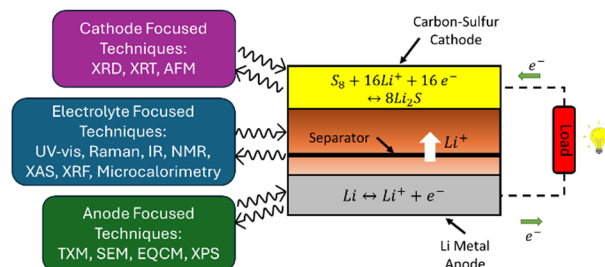 Cathode Focused
Techniques:
XRD, XRT, AFM
Electrolyte Focused
Techniques:
UV-vis, Raman, IR, NMR,
XAS, XRF, Microcalorimetry
Anode Focused
Techniques:
TXM, SEM, EQCM, XPS
Carbon-Sulfur
Cathode
S₈ + 16Li⁺ + 16 e⁻
↔ 8Li₂S
Separator
Li⁺
Li ↔ Li⁺ + e⁻
Li Metal
Anode
e⁻
Load
e⁻